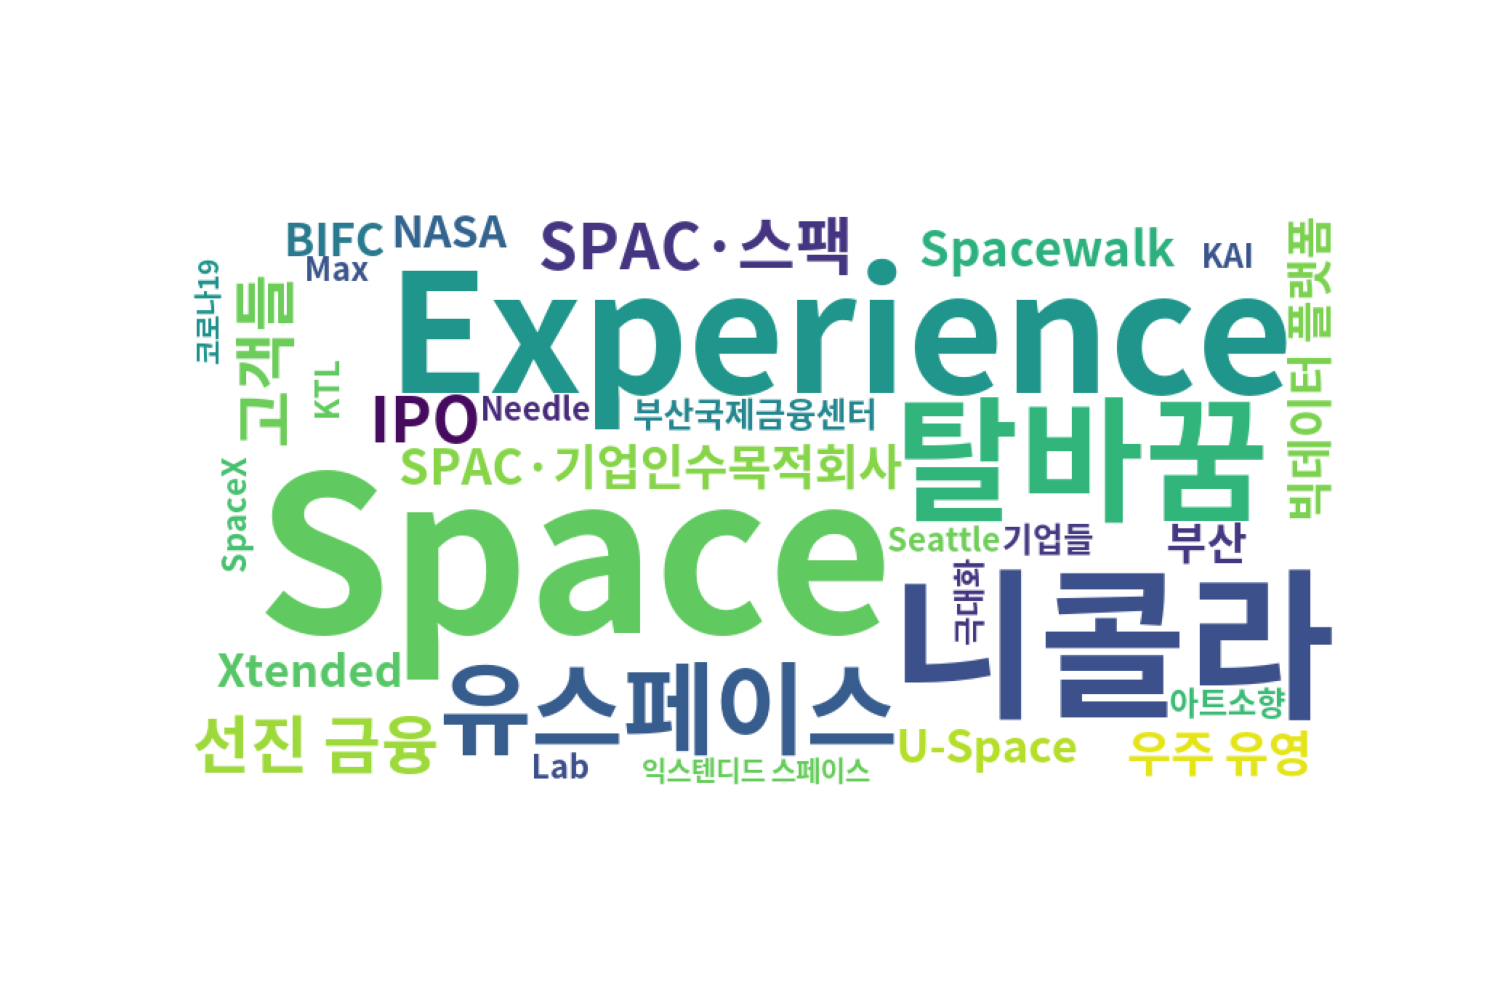 BIFC
NASA
SPAC·스팩
Spacewalk
KAI
Max
Experience
코로나19
고객들
KTL
빅데이터 플랫폼
IPO
Needle
부산국제금융센터
탈바꿈
SPAC·기업인수목적회사
SpaceX
Space
Seattle
기업들
부산
극대화
니콜라
Xtended
유스페이스
아트소향
선진 금융
U-Space
우주 유영
Lab
익스텐디드 스페이스